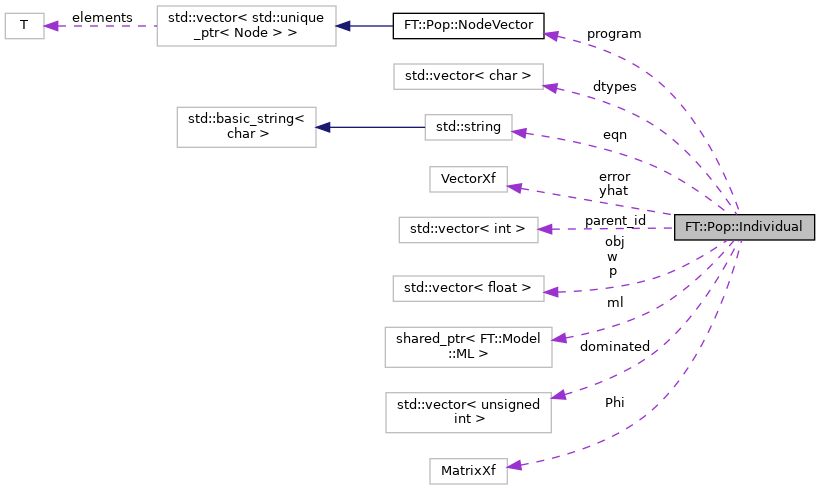 T
elements
std::vector< std::unique
_ptr< Node > >
FT::Pop::NodeVector
program
std::vector< char >
dtypes
std::basic_string<
char >
std::string
eqn
VectorXf
error
yhat
std::vector< int >
parent_id
FT::Pop::Individual
obj
w
p
std::vector< float >
ml
shared_ptr< FT::Model
::ML >
dominated
std::vector< unsigned
int >
Phi
MatrixXf